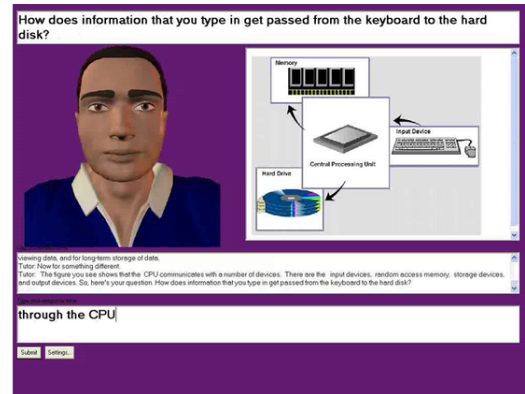 How does information that you type in get passed from the keyboard to the hard
disk?
Memory
Input Device
Central Processing Unit
Hard Drive
viewing data, and for long-term storage of data.
Tutor: Now for something different.
Tutor: The figure you see shows that the CPU communicates with a number of devices. There are the input devices, random access memory, storage devices,
and output devices. So, here's your question. How does information that you type in get passed from the keyboard to the hard disk?
through the CPU
Submit
Settings...